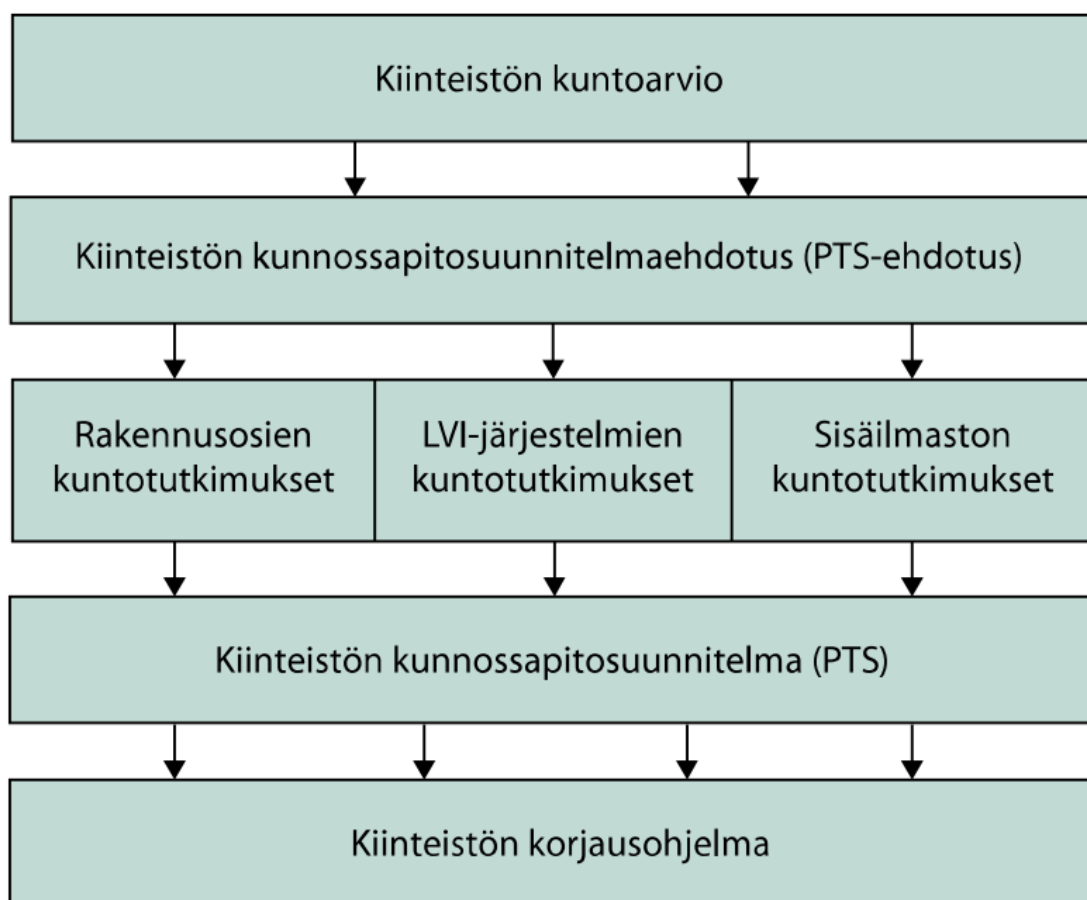 Kiinteistön kuntoarvio
Kiinteistön kunnossapitosuunnitelmaehdotus (PTS-ehdotus)
Rakennusosien
kuntotutkimukset
LVI-järjestelmien
kuntotutkimukset
Sisäilmaston
kuntotutkimukset
Kiinteistön kunnossapitosuunnitelma (PTS)
Kiinteistön korjausohjelma